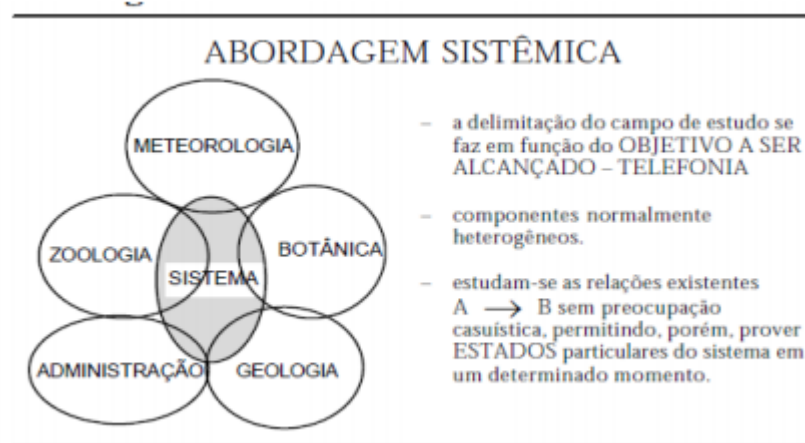 ABORDAGEM SISTÊMICA
METEOROLOGIA
ZOOLOGIA
BOTÂNICA
SISTEMA
ADMINISTRAÇÃO
GEOLOGIA
– a delimitação do campo de estudo se
faz em função do OBJETIVO A SER
ALCANÇADO – TELEFONIA
– componentes normalmente
heterogêneos.
– estudam-se as relações existentes
A → B sem preocupação
casuística, permitindo, porém, prover
ESTADOS particulares do sistema em
um determinado momento.